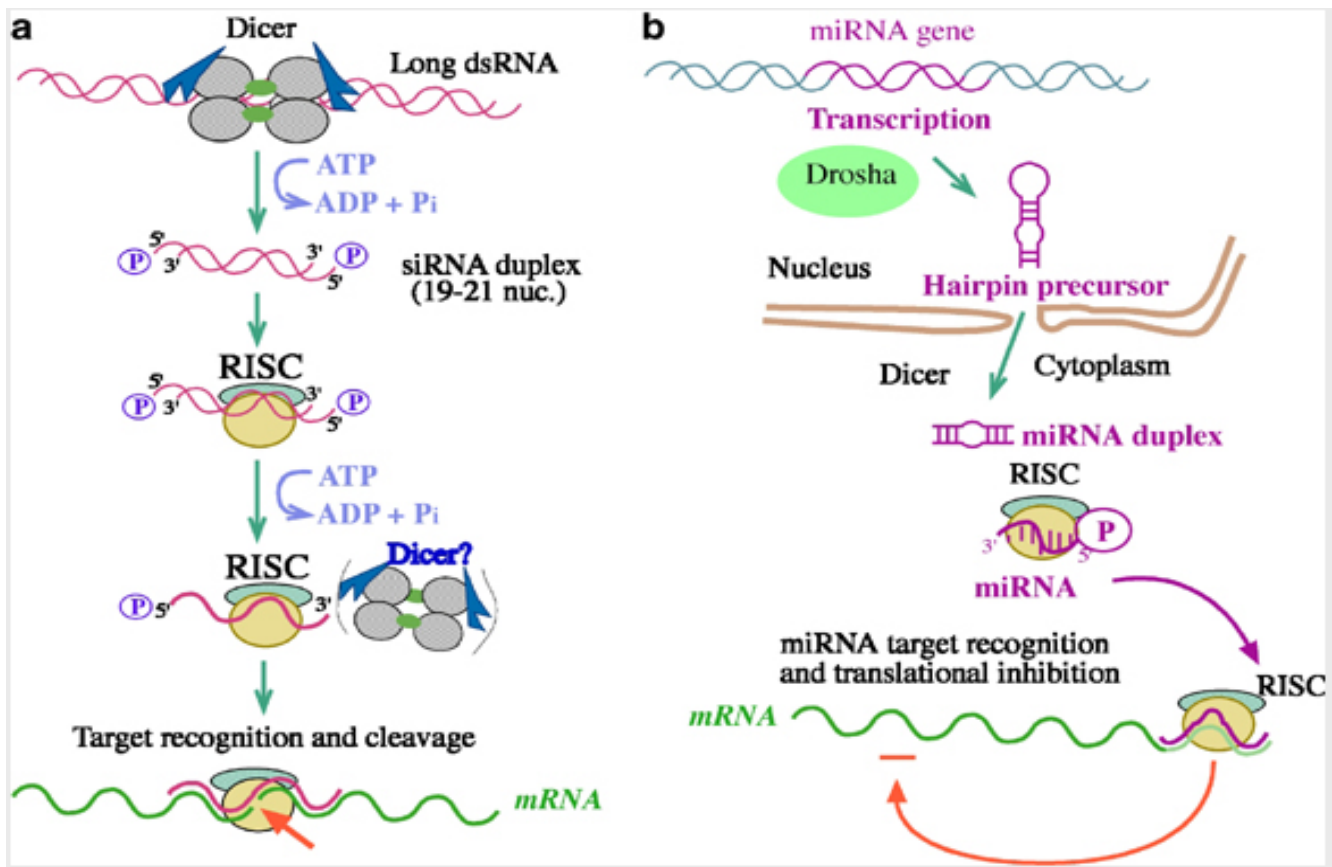 a
Dicer
Long dsRNA
ATP
ADP + Pi
P 5' 3' 3' 5' P
siRNA duplex
(19-21 nuc.)
RISC
P 5' 3' 3' 5' P
ATP
ADP + Pi
RISC
Dicer?
P 5' 3'
Target recognition and cleavage
mRNA
b
miRNA gene
Transcription
Drosha
Nucleus
Hairpin precursor
Dicer
Cytoplasm
miRNA duplex
RISC
3' 5' P
miRNA
miRNA target recognition
and translational inhibition
RISC
mRNA